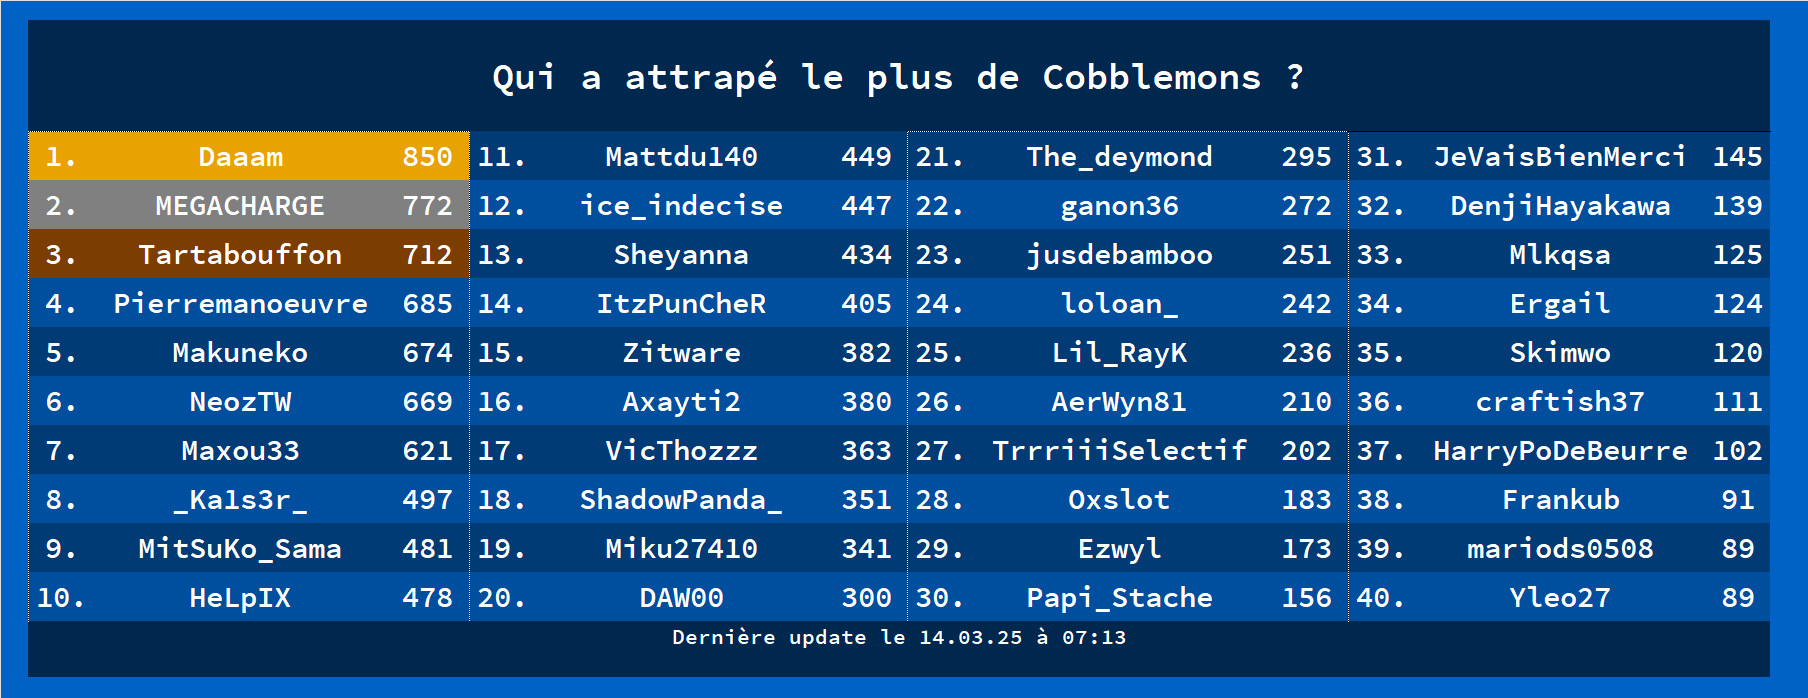 Qui a attrapé le plus de Cobblemons ?
1. Daaam 850 11. Mattdu140 449 21. The_deymond 295 31. JeVaisBienMerci 145
2. MEGACHARGE 772 12. ice_indecise 447 22. ganon36 272 32. DenjiHayakawa 139
3. Tartabouffon 712 13. Sheyanna 434 23. jusdebamboo 251 33. Mlkqsa 125
4. Pierremanoeuvre 685 14. ItzPunCheR 405 24. loloan_ 242 34. Ergail 124
5. Makuneko 674 15. Zitware 382 25. Lil_RayK 236 35. Skimwo 120
6. NeozTW 669 16. Axayti2 380 26. AerWyn81 210 36. craftish37 111
7. Maxou33 621 17. VicThozzz 363 27. TrrriiiSelectif 202 37. HarryPoDeBeurre 102
8. _Ka1s3r_ 497 18. ShadowPanda_ 351 28. Oxslot 183 38. Frankub 91
9. MitSuKo_Sama 481 19. Miku27410 341 29. Ezwyl 173 39. mariods0508 89
10. HeLpIX 478 20. DAW00 300 30. Papi_Stache 156 40. Yleo27 89
Dernière update le 14.03.25 à 07:13